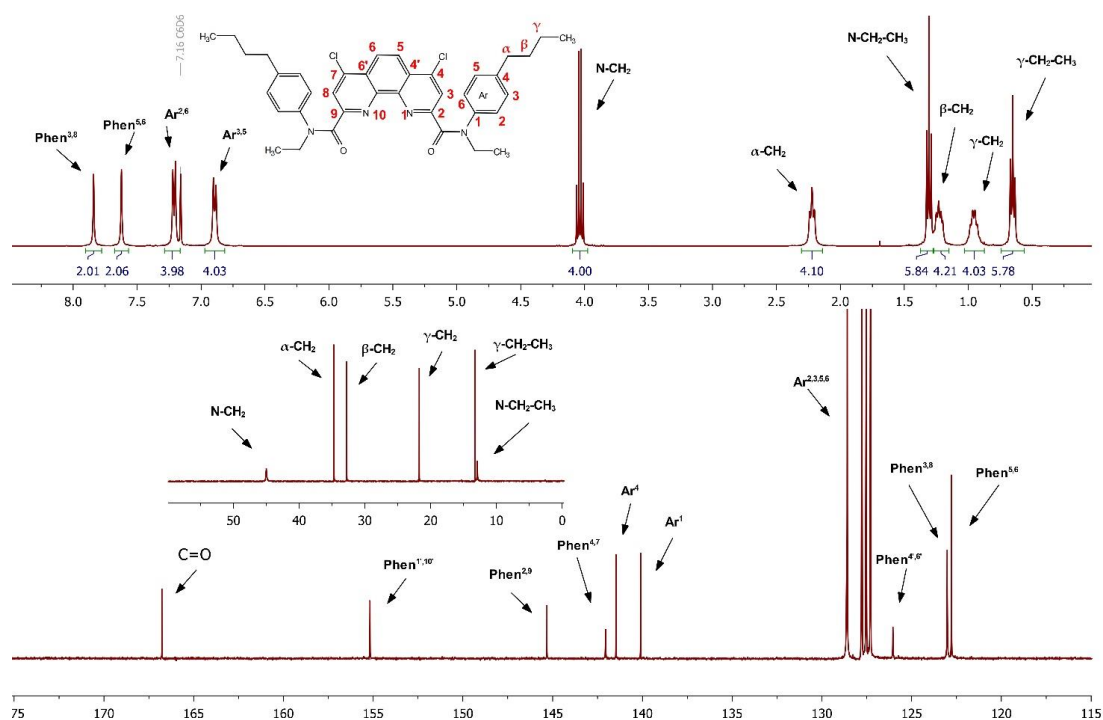 7.16 C6D6
H₃C
γ
CH₃
β
α
Cl
6
5
Cl
7
6'
4'
4
5
4
8
3
6
Ar
3
9
N
10
1
N
2
1
2
N
O
O
N
CH₃
CH₃
Phen³,⁸
Phen⁵,⁶
Ar²,⁶
Ar³,⁵
N-CH₂
α-CH₂
N-CH₂-CH₃
β-CH₂
γ-CH₂
γ-CH₂-CH₃
2.01 2.06 3.98 4.03 4.00 4.10 5.84 4.21 4.03 5.78
8.0 7.5 7.0 6.5 6.0 5.5 5.0 4.5 4.0 3.5 3.0 2.5 2.0 1.5 1.0 0.5
N-CH₂
α-CH₂
β-CH₂
γ-CH₂
γ-CH₂-CH₃
N-CH₂-CH₃
50 40 30 20 10 0
C=O
Phen¹',¹⁰'
Phen²,⁹
Phen⁴,⁷
Ar⁴
Ar¹
Ar²,³,⁵,⁶
Phen⁴',⁶'
Phen³,⁸
Phen⁵,⁶
75 170 165 160 155 150 145 140 135 130 125 120 115